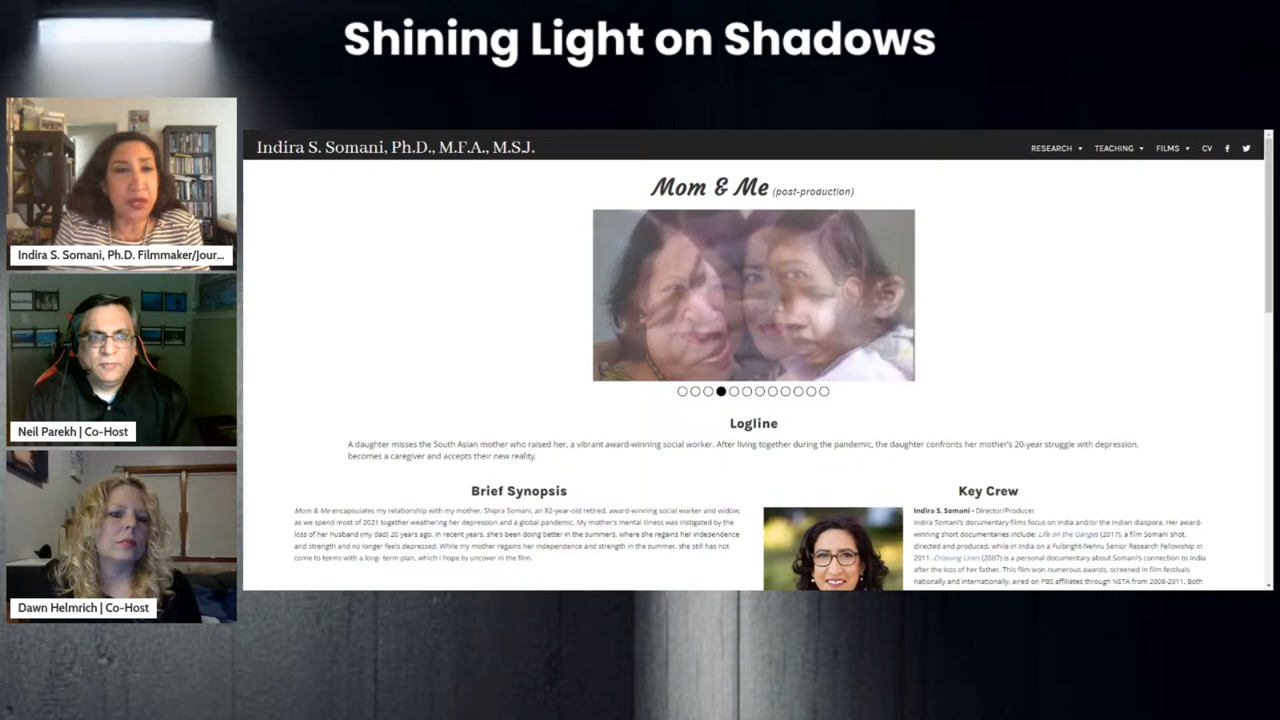 Shining Light on Shadows
Indira S. Somani, Ph.D. Filmmaker/Jour...
Neil Parekh | Co-Host
Dawn Helmrich | Co-Host
Indira S. Somani, Ph.D., M.F.A., M.S.J.
RESEARCH
TEACHING
FILMS
CV
Mom & Me (post-production)
Logline
A daughter misses the South Asian mother who raised her, a vibrant award-winning social worker. After living together during the pandemic, the daughter confronts her mother's 20-year struggle with depression,
becomes a caregiver and accepts their new reality.
Brief Synopsis
Mom & Me encapsulates my relationship with my mother, Shipra Somani, an 82-year-old retired, award-winning social worker and widow,
as we spend most of 2021 together weathering her depression and a global pandemic. My mother's mental illness was instigated by the
loss of her husband (my dad) 20 years ago. In recent years, she's been doing better in the summers, where she regains her independence
and strength and no longer feels depressed. While my mother regains her independence and strength in the summer, she still has not
come to terms with a long- term plan, which I hope to uncover in the film.
Key Crew
Indira S. Somani - Director/Producer
Indira Somani's documentary films focus on India and/or the Indian diaspora. Her award-
winning short documentaries include: Life on the Ganges (2017), a film Somani shot,
directed and produced, while in India on a Fulbright-Nehru Senior Research Fellowship in
2011. Crossing Lines (2007) is a personal documentary about Somani's connection to India
after the loss of her father. This film won numerous awards, screened in film festivals
nationally and internationally, aired on PBS affiliates through NETA from 2008-2011. Both